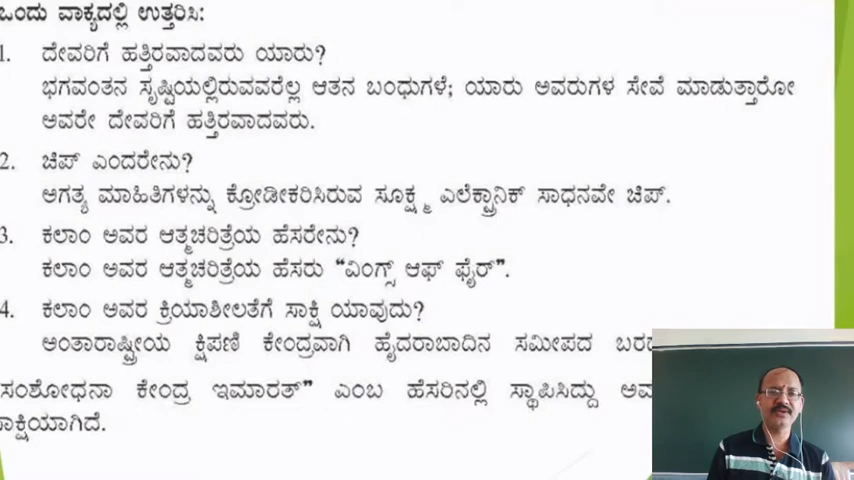 ಒಂದು ವಾಕ್ಯದಲ್ಲಿ ಉತ್ತರಿಸಿ:
1. ದೇವರಿಗೆ ಹತ್ತಿರವಾದವರು ಯಾರು?
ಭಗವಂತನ ಸೃಷ್ಟಿಯಲ್ಲಿರುವವರೆಲ್ಲ ಆತನ ಬಂಧುಗಳೆ; ಯಾರು ಅವರುಗಳ ಸೇವೆ ಮಾಡುತ್ತಾರೋ
ಅವರೇ ದೇವರಿಗೆ ಹತ್ತಿರವಾದವರು.
2. ಚಿಪ್ ಎಂದರೇನು?
ಅಗತ್ಯ ಮಾಹಿತಿಗಳನ್ನು ಕ್ರೋಡೀಕರಿಸಿರುವ ಸೂಕ್ಷ್ಮ ಎಲೆಕ್ಟ್ರಾನಿಕ್ ಸಾಧನವೇ ಚಿಪ್.
3. ಕಲಾಂ ಅವರ ಆತ್ಮಚರಿತ್ರೆಯ ಹೆಸರೇನು?
ಕಲಾಂ ಅವರ ಆತ್ಮಚರಿತ್ರೆಯ ಹೆಸರು “ವಿಂಗ್ಸ್ ಆಫ್ ಫೈರ್”.
4. ಕಲಾಂ ಅವರ ಕ್ರಿಯಾಶೀಲತೆಗೆ ಸಾಕ್ಷಿ ಯಾವುದು?
ಅಂತಾರಾಷ್ಟ್ರೀಯ ಕ್ಷಿಪಣಿ ಕೇಂದ್ರವಾಗಿ ಹೈದರಾಬಾದಿನ ಸಮೀಪದ
ಸಂಶೋಧನಾ ಕೇಂದ್ರ ಇಮಾರತ್” ಎಂಬ ಹೆಸರಿನಲ್ಲಿ ಸ್ಥಾಪಿಸಿದ್ದು
ಸಾಕ್ಷಿಯಾಗಿದೆ.